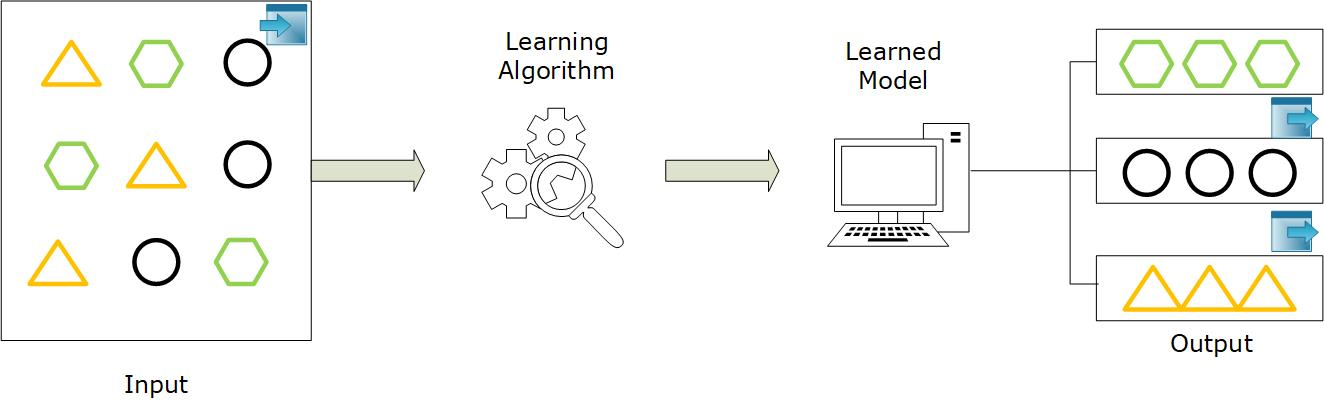 Learning
Algorithm
Learned
Model
Output
Input